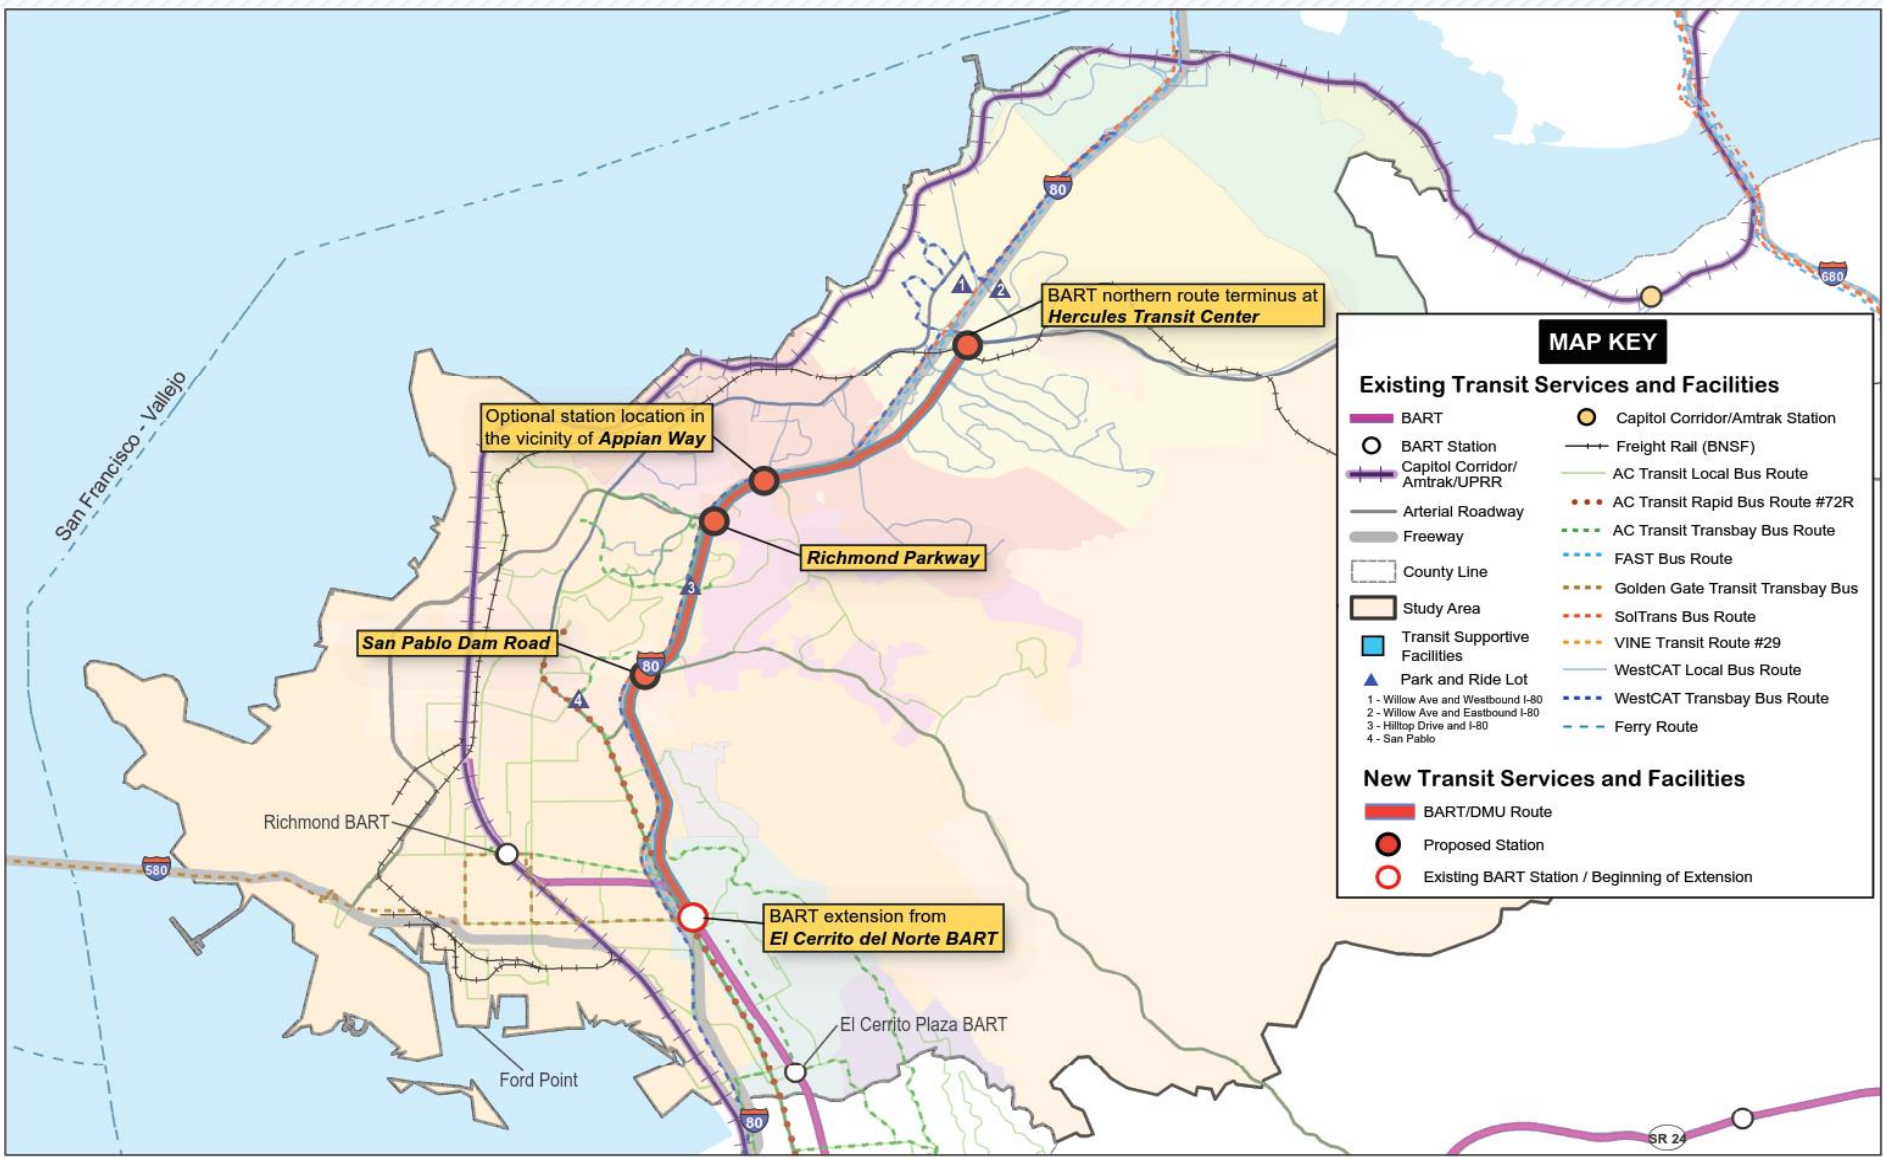 80
BART northern route terminus at
Hercules Transit Center
1
2
680
Optional station location in
the vicinity of Appian Way
San Francisco - Vallejo
Richmond Parkway
3
San Pablo Dam Road
80
4
Richmond BART
580
BART extension from
El Cerrito del Norte BART
El Cerrito Plaza BART
Ford Point
80
SR 24
MAP KEY
Existing Transit Services and Facilities
BART
BART Station
Capitol Corridor/
Amtrak/UPRR
Arterial Roadway
Freeway
County Line
Study Area
Transit Supportive
Facilities
Park and Ride Lot
1 - Willow Ave and Westbound I-80
2 - Willow Ave and Eastbound I-80
3 - Hilltop Drive and I-80
4 - San Pablo
Capitol Corridor/Amtrak Station
Freight Rail (BNSF)
AC Transit Local Bus Route
AC Transit Rapid Bus Route #72R
AC Transit Transbay Bus Route
FAST Bus Route
Golden Gate Transit Transbay Bus
SolTrans Bus Route
VINE Transit Route #29
WestCAT Local Bus Route
WestCAT Transbay Bus Route
Ferry Route
New Transit Services and Facilities
BART/DMU Route
Proposed Station
Existing BART Station / Beginning of Extension